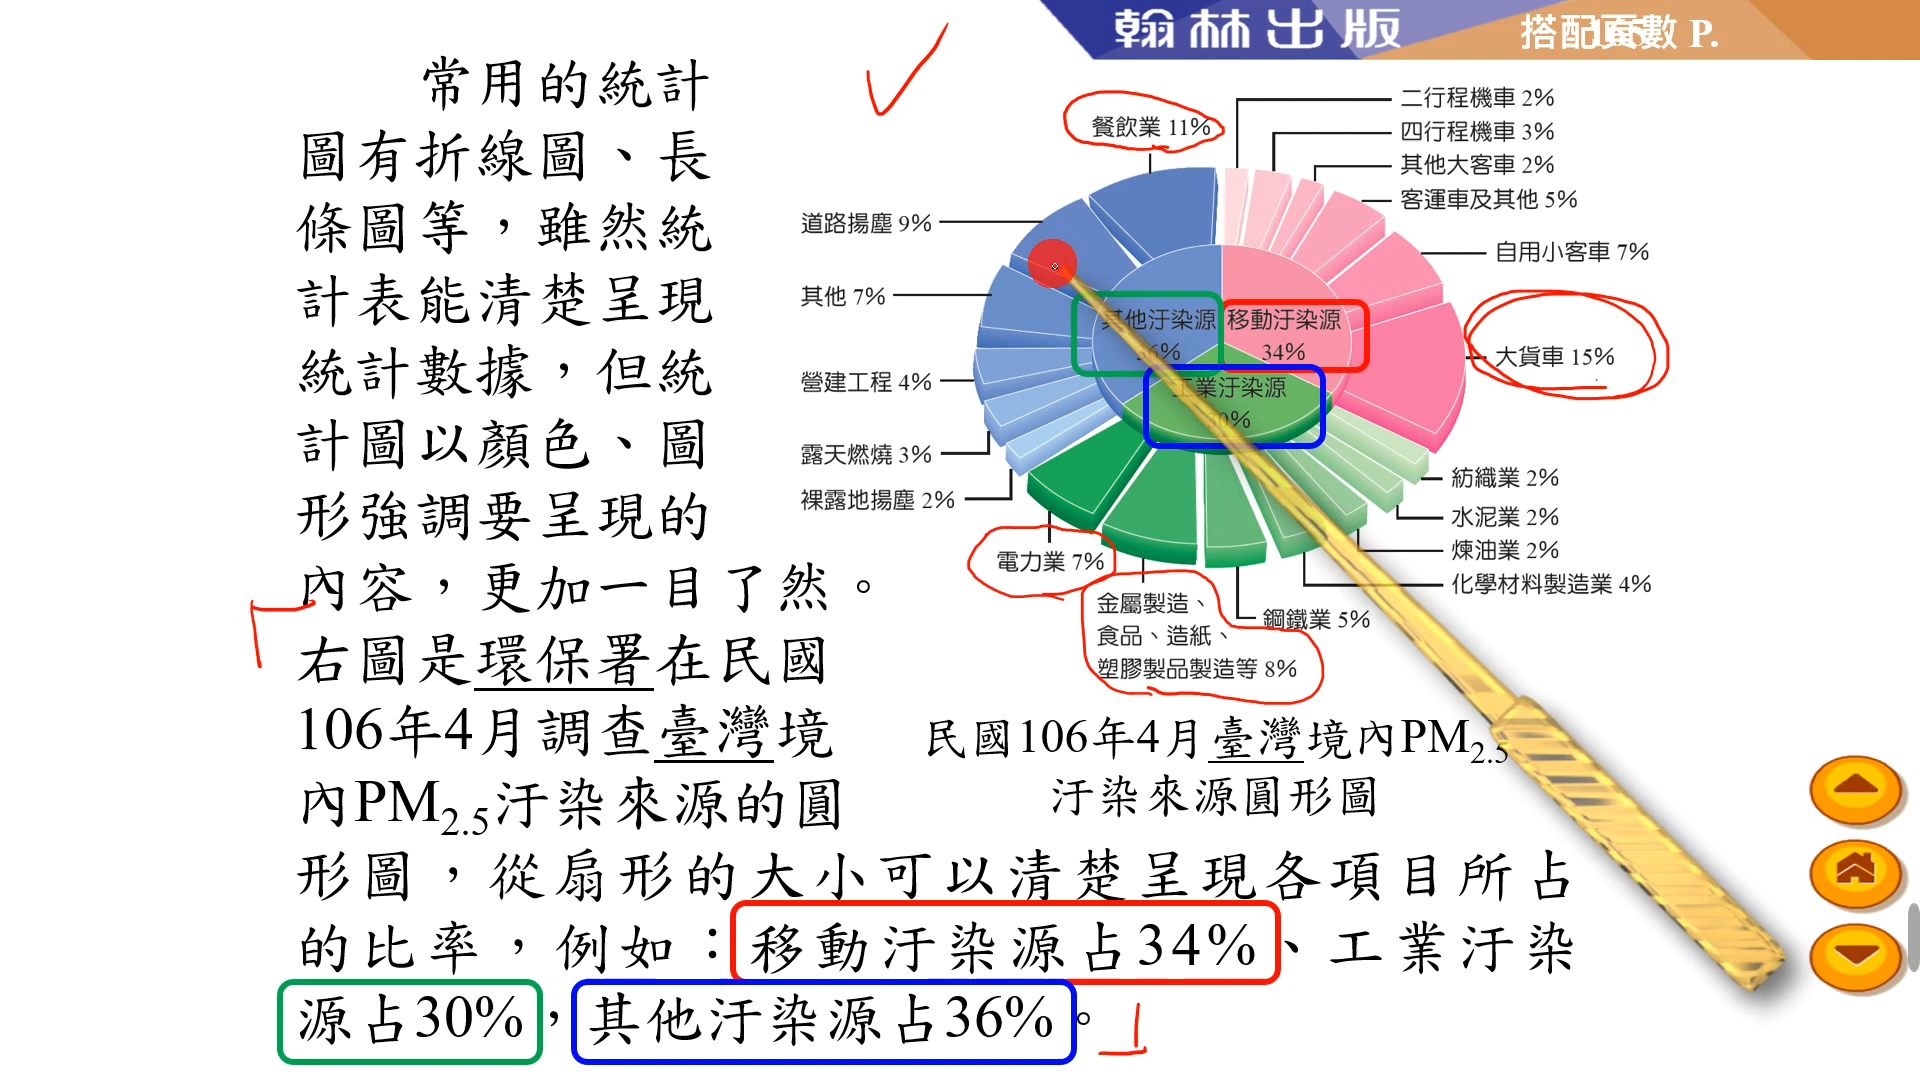 翰林出版
搭配頁數 P.
常用的統計
圖有折線圖、長
條圖等，雖然統
計表能清楚呈現
統計數據，但統
計圖以顏色、圖
形強調要呈現的
內容，更加一目了然。
右圖是環保署在民國
106年4月調查臺灣境
內PM2.5汙染來源的圓
形圖，從扇形的大小可以清楚呈現各項目所占
的比率，例如：移動汙染源占34%、工業汙染
源占30%，其他汙染源占36%。
餐飲業 11%
道路揚塵 9%
其他 7%
營建工程 4%
露天燃燒 3%
裸露地揚塵 2%
二行程機車 2%
四行程機車 3%
其他大客車 2%
客運車及其他 5%
自用小客車 7%
大貨車 15%
其他汙染源
36%
移動汙染源
34%
工業汙染源
30%
紡織業 2%
水泥業 2%
煉油業 2%
化學材料製造業 4%
鋼鐵業 5%
電力業 7%
金屬製造、
食品、造紙、
塑膠製品製造等 8%
民國106年4月臺灣境內PM2.5
汙染來源圓形圖